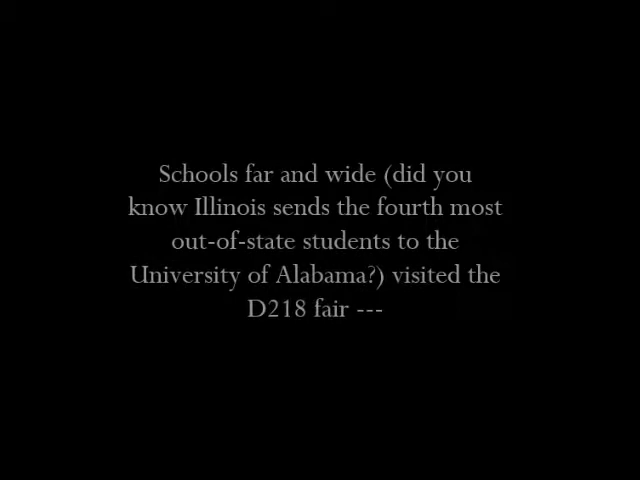 Schools far and wide (did you
know Illinois sends the fourth most
out-of-state students to the
University of Alabama?) visited the
D218 fair ---